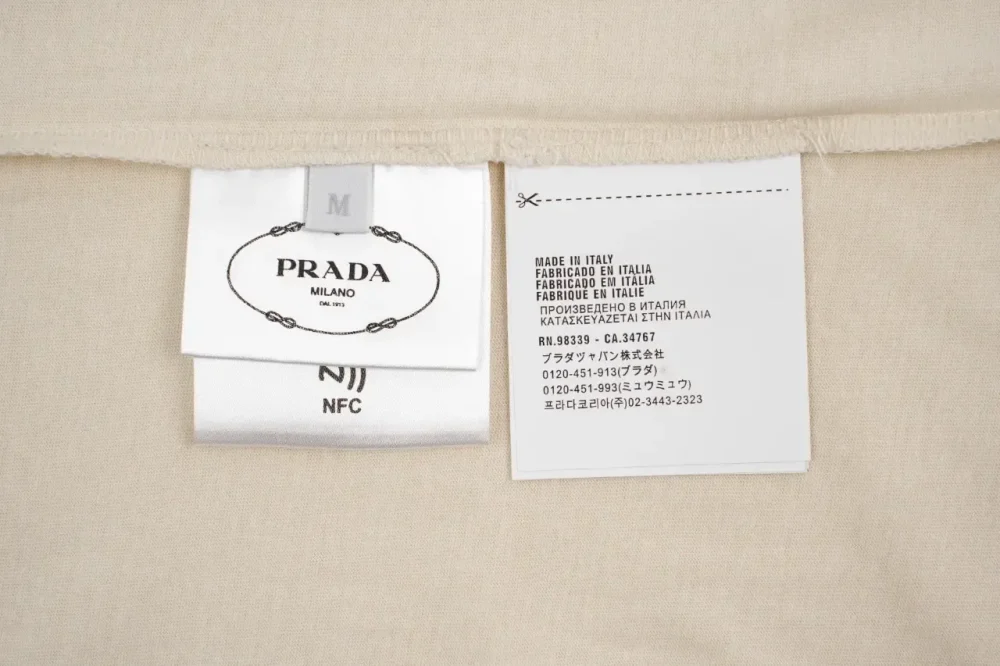 M
PRADA
MILANO
DAL 1913
NFC
MADE IN ITALY
FABRICADO EN ITALIA
FABRICADO EM ITÁLIA
FABRIQUÉ EN ITALIE
ПРОИЗВЕДЕНО В ИТАЛИЯ
ΚΑΤΑΣΚΕΥΑΖΕΤΑΙ ΣΤΗΝ ΙΤΑΛΙΑ
RN.98339 - CA.34767
プラダジャパン株式会社
0120-451-913(プラダ)
0120-451-993(ミュウミュウ)
프라다코리아(주)02-3443-2323